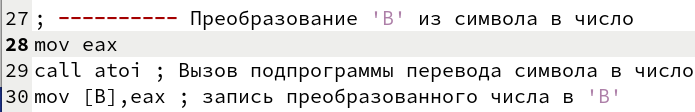 27 ; ---------- Преобразование 'B' из символа в число
28 mov eax
29 call atoi ; Вызов подпрограммы перевода символа в число
30 mov [B],eax ; запись преобразованного числа в 'B'